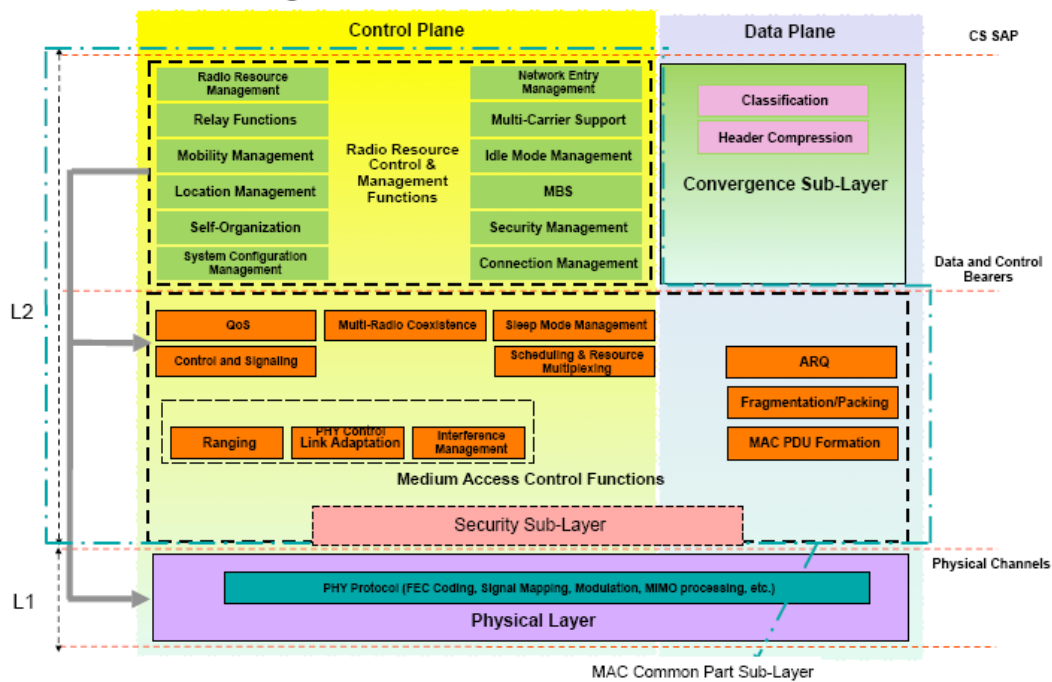 Control Plane
Data Plane
CS SAP
Radio Resource
Management
Network Entry
Management
Classification
Relay Functions
Multi-Carrier Support
Header Compression
Radio Resource
Control &
Management
Functions
Mobility Management
Idle Mode Management
Convergence Sub-Layer
Location Management
MBS
Self-Organization
Security Management
System Configuration
Management
Connection Management
Data and Control
Bearers
L2
QoS
Multi-Radio Coexistence
Sleep Mode Management
Control and Signaling
Scheduling & Resource
Multiplexing
ARQ
Fragmentation/Packing
PHY Control
Ranging
Link Adaptation
Interference
Management
MAC PDU Formation
Medium Access Control Functions
Security Sub-Layer
Physical Channels
L1
PHY Protocol (FEC Coding, Signal Mapping, Modulation, MIMO processing, etc.)
Physical Layer
MAC Common Part Sub-Layer